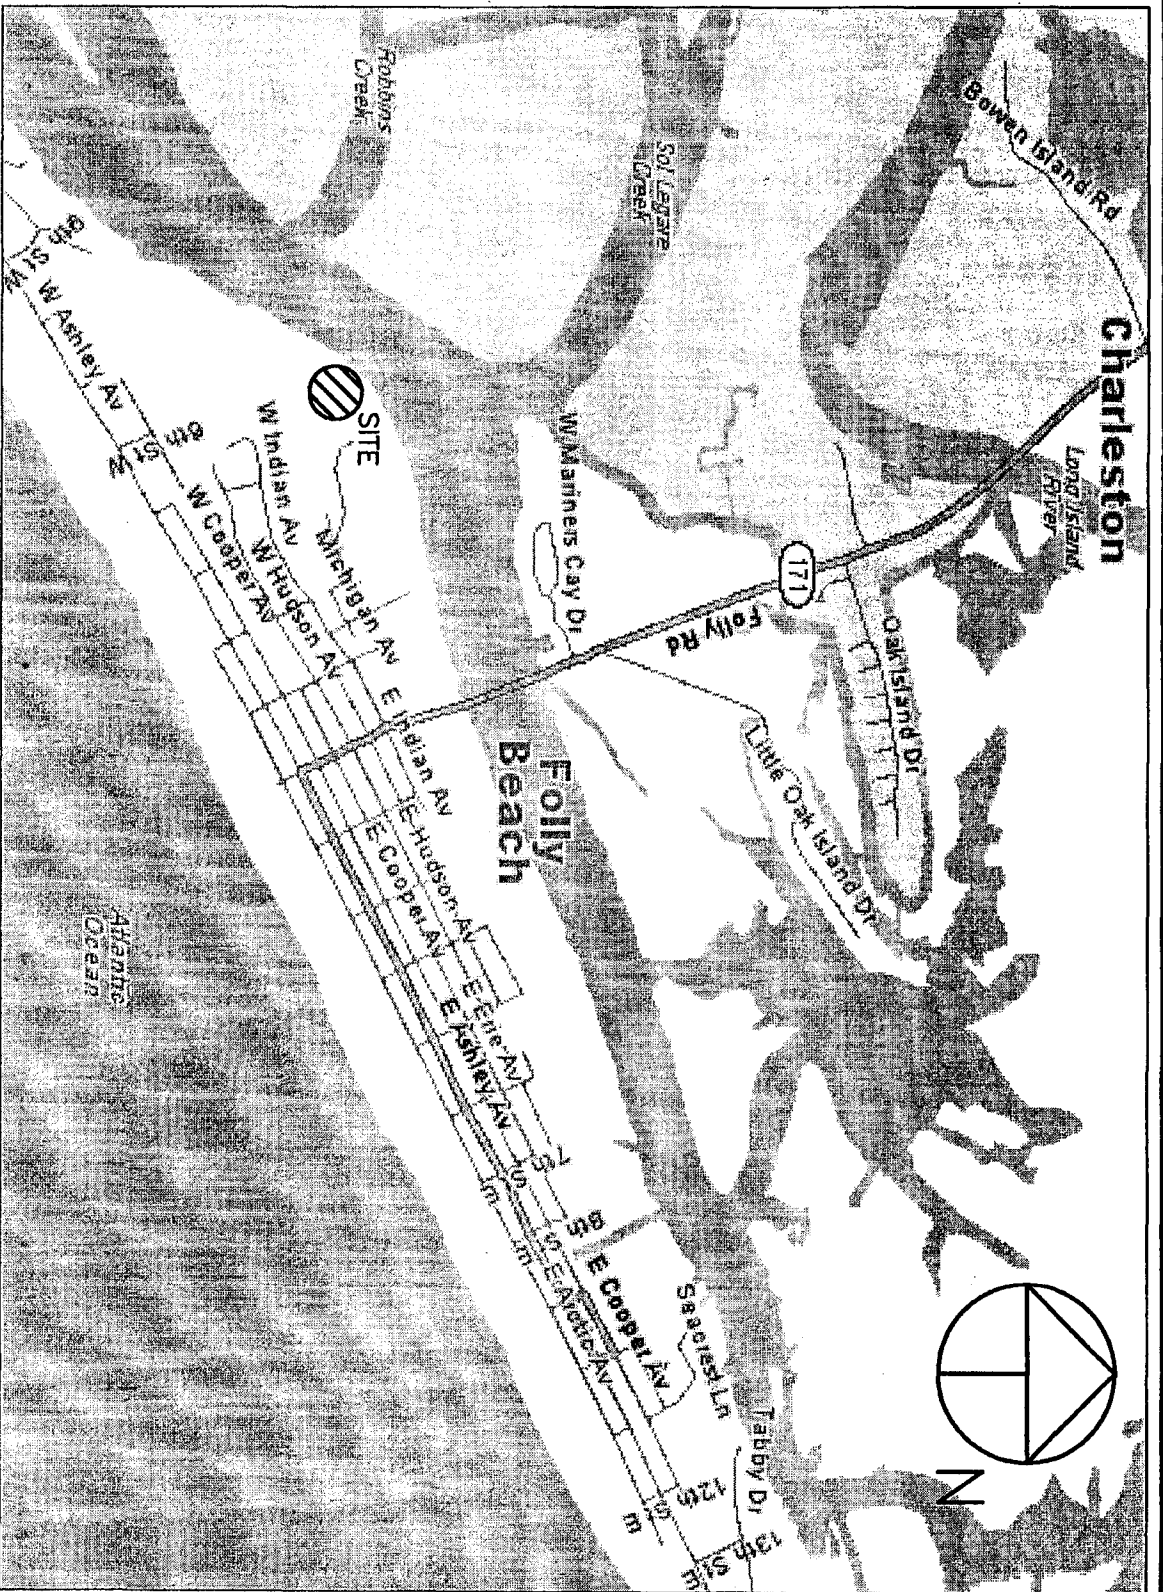 Bowen Island Rd
Charleston
Robbins
Creek
Sol Legare
Creek
Long Island
River
171
Folly Rd
Oak Island Dr
Little Oak Island Dr
W Mariners Cay Dr
SITE
9th St W
W Ashley Av
6th St W
W Indian Av
Michigan Av
W Cooper Av
W Hudson Av
Folly
Beach
E Indian Av
E Hudson Av
E Cooper Av
E Erie Av
E Ashley Av
7th S E
8th S E
E Arctic Av
E Cooper Av
Seacrest Ln
Tabby Dr
12th S E
13th St E
Atlantic
Ocean
N